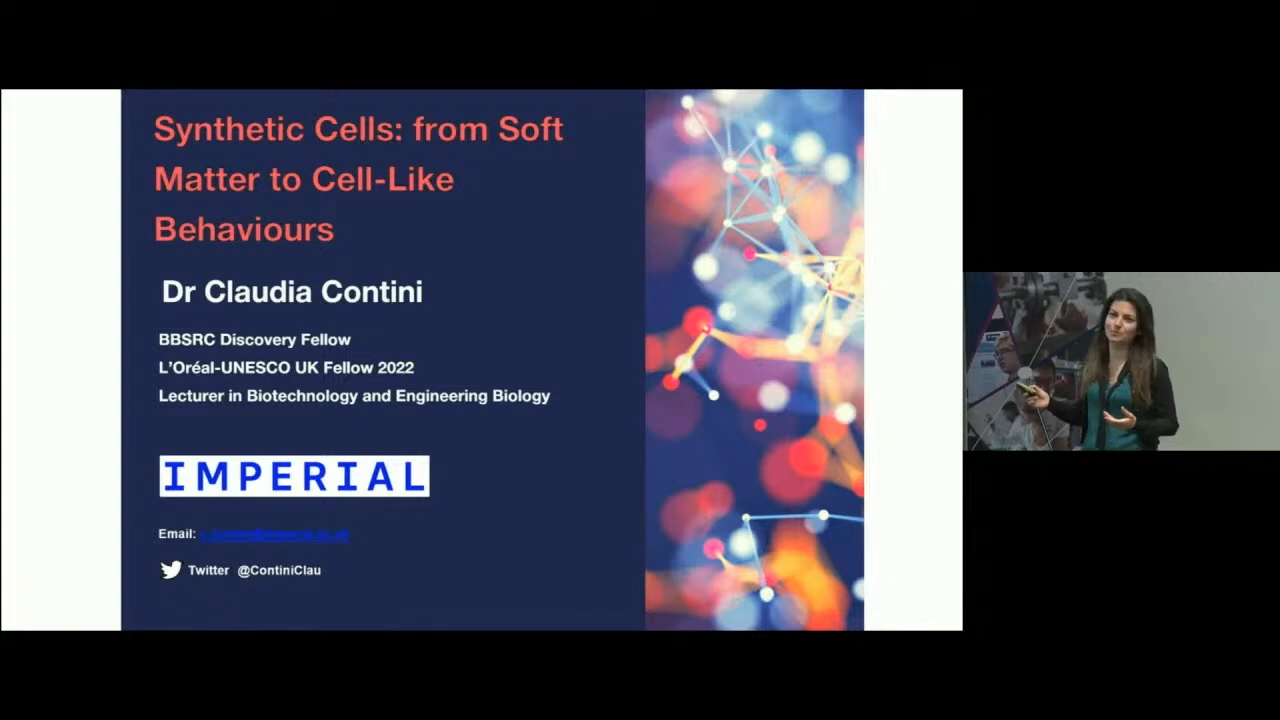 Synthetic Cells: from Soft
Matter to Cell-Like
Behaviours
Dr Claudia Contini
BBSRC Discovery Fellow
L'Oréal-UNESCO UK Fellow 2022
Lecturer in Biotechnology and Engineering Biology
IMPERIAL
Email:
Twitter @ContiniClau